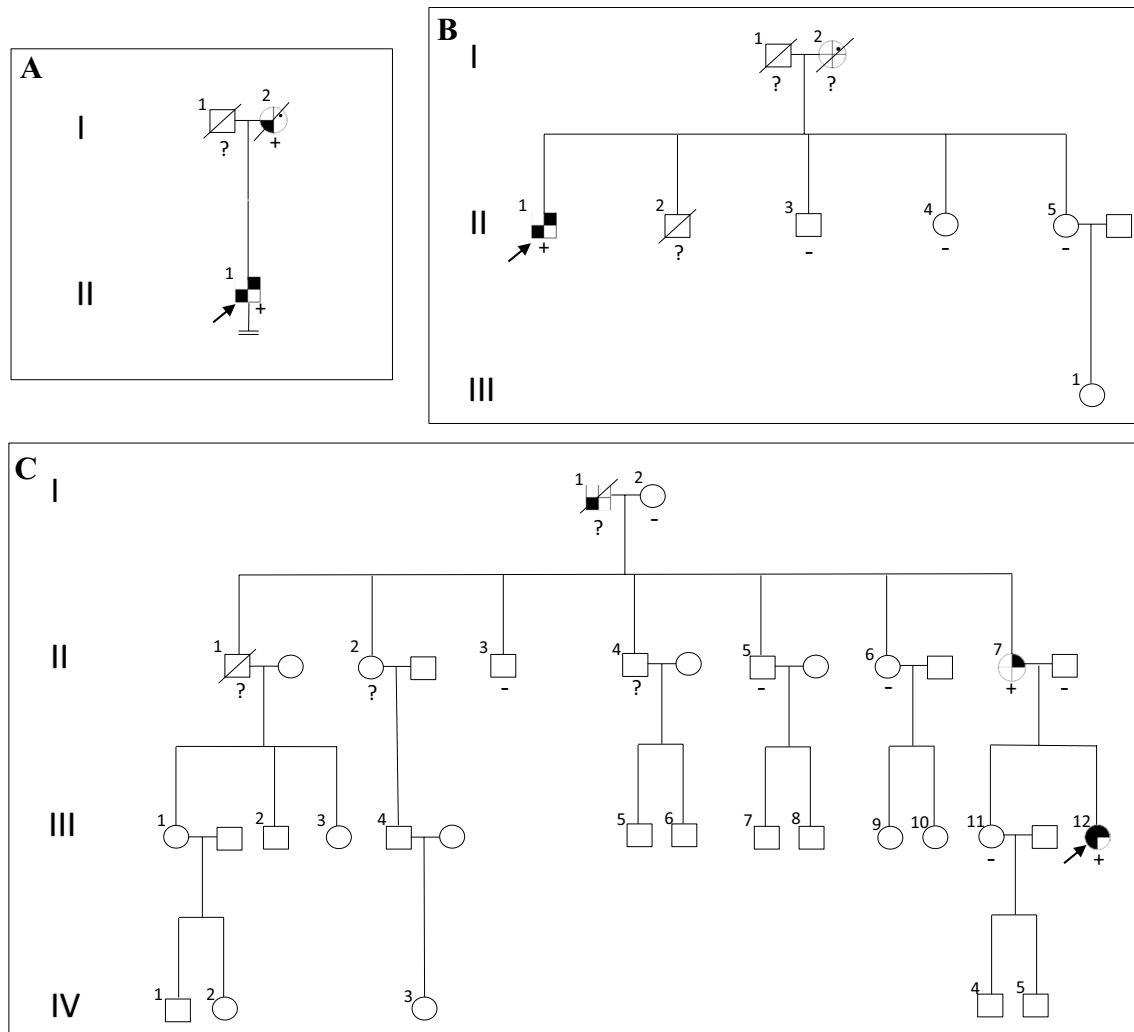 A
I
1 2
? +
II
1
+
B
I
1 2
? ?
II
1 2 3 4 5
+ ? - - -
III
1
C
I
1 2
? -
II
1 2 3 4 5 6 7
? ? - ? - - + -
III
1 2 3 4 5 6 7 8 9 10 11 12
- +
IV
1 2 3 4 5